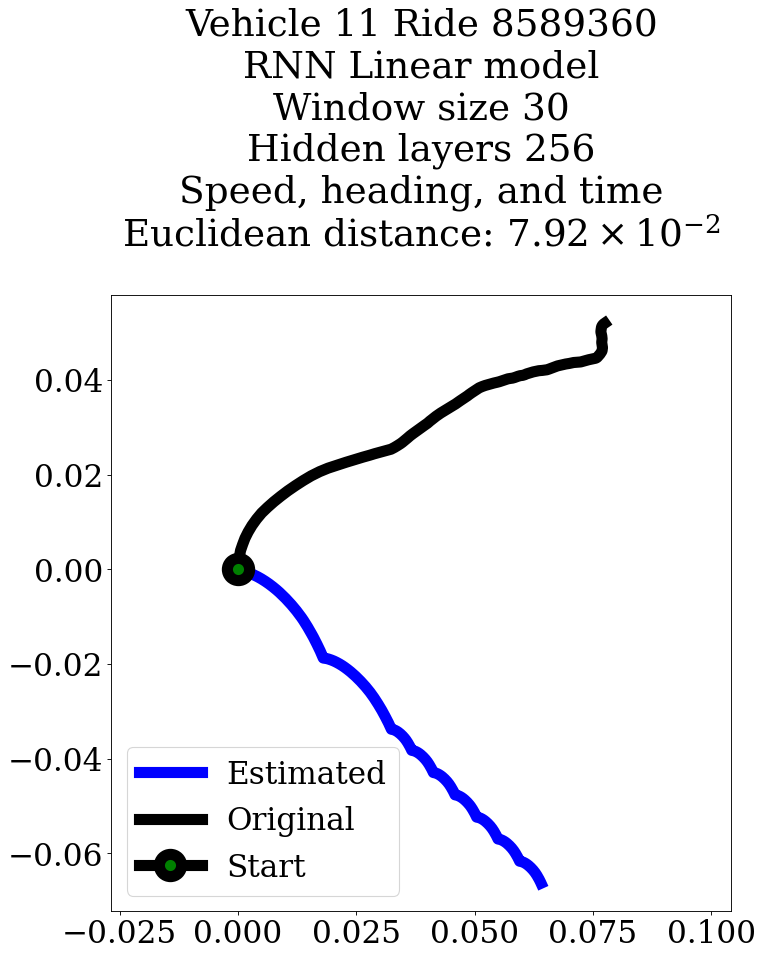 Vehicle 11 Ride 8589360
RNN Linear model
Window size 30
Hidden layers 256
Speed, heading, and time
Euclidean distance: 7.92 × 10⁻²
0.04
0.02
0.00
−0.02
−0.04
−0.06
Estimated
Original
Start
−0.025 0.000 0.025 0.050 0.075 0.100